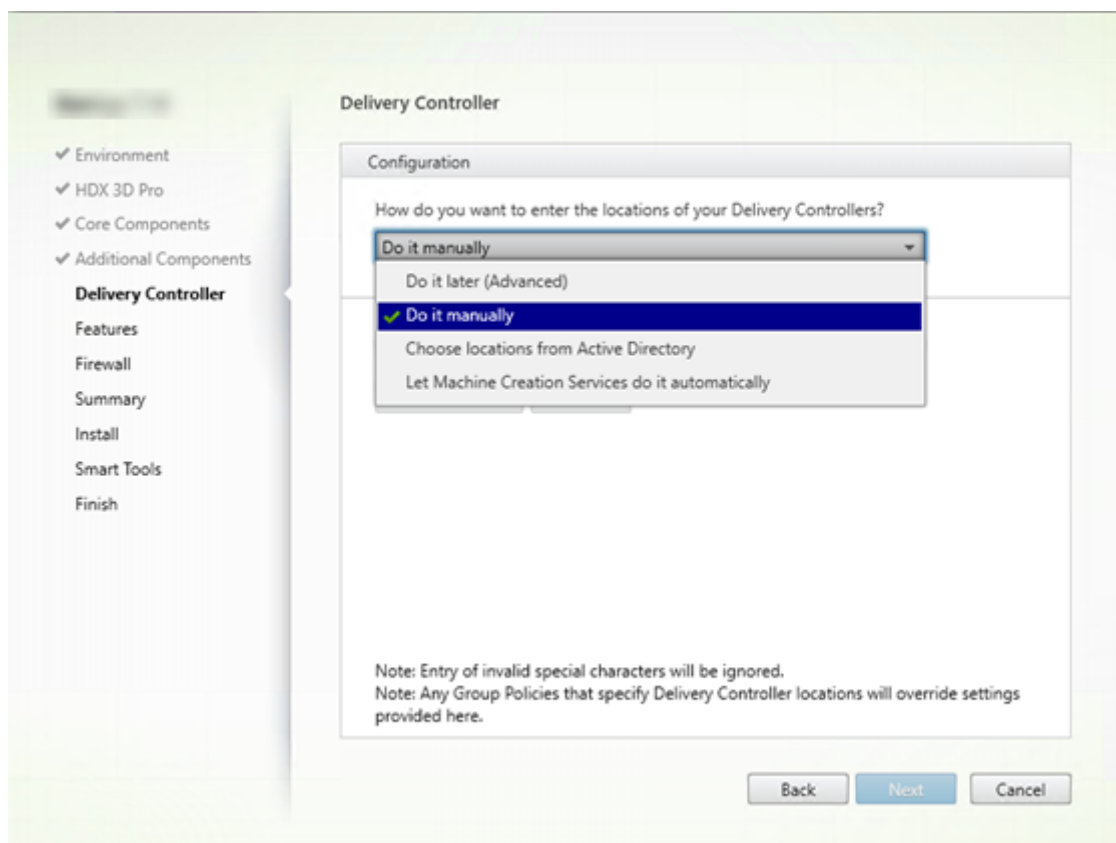 Delivery Controller
Environment
HDX 3D Pro
Core Components
Additional Components
Delivery Controller
Features
Firewall
Summary
Install
Smart Tools
Finish
Configuration
How do you want to enter the locations of your Delivery Controllers?
Do it manually
Do it later (Advanced)
Do it manually
Choose locations from Active Directory
Let Machine Creation Services do it automatically
Note: Entry of invalid special characters will be ignored.
Note: Any Group Policies that specify Delivery Controller locations will override settings
provided here.
Back
Next
Cancel